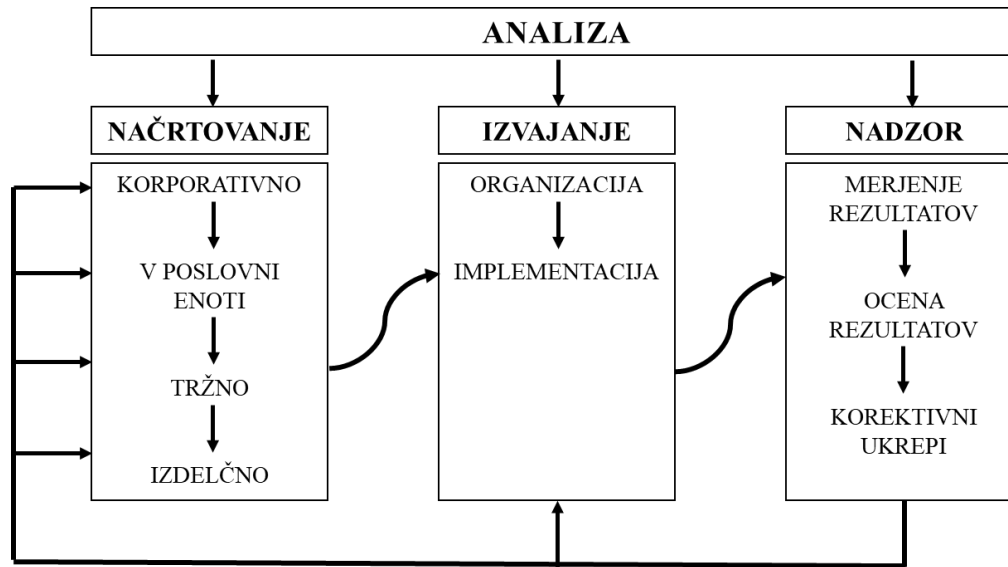 ANALIZA
NAČRTOVANJE
KORPORATIVNO
V POSLOVNI
ENOTI
TRŽNO
IZDELČNO
IZVAJANJE
ORGANIZACIJA
IMPLEMENTACIJA
NADZOR
MERJENJE
REZULTATOV
OCENA
REZULTATOV
KOREKTIVNI
UKREPI